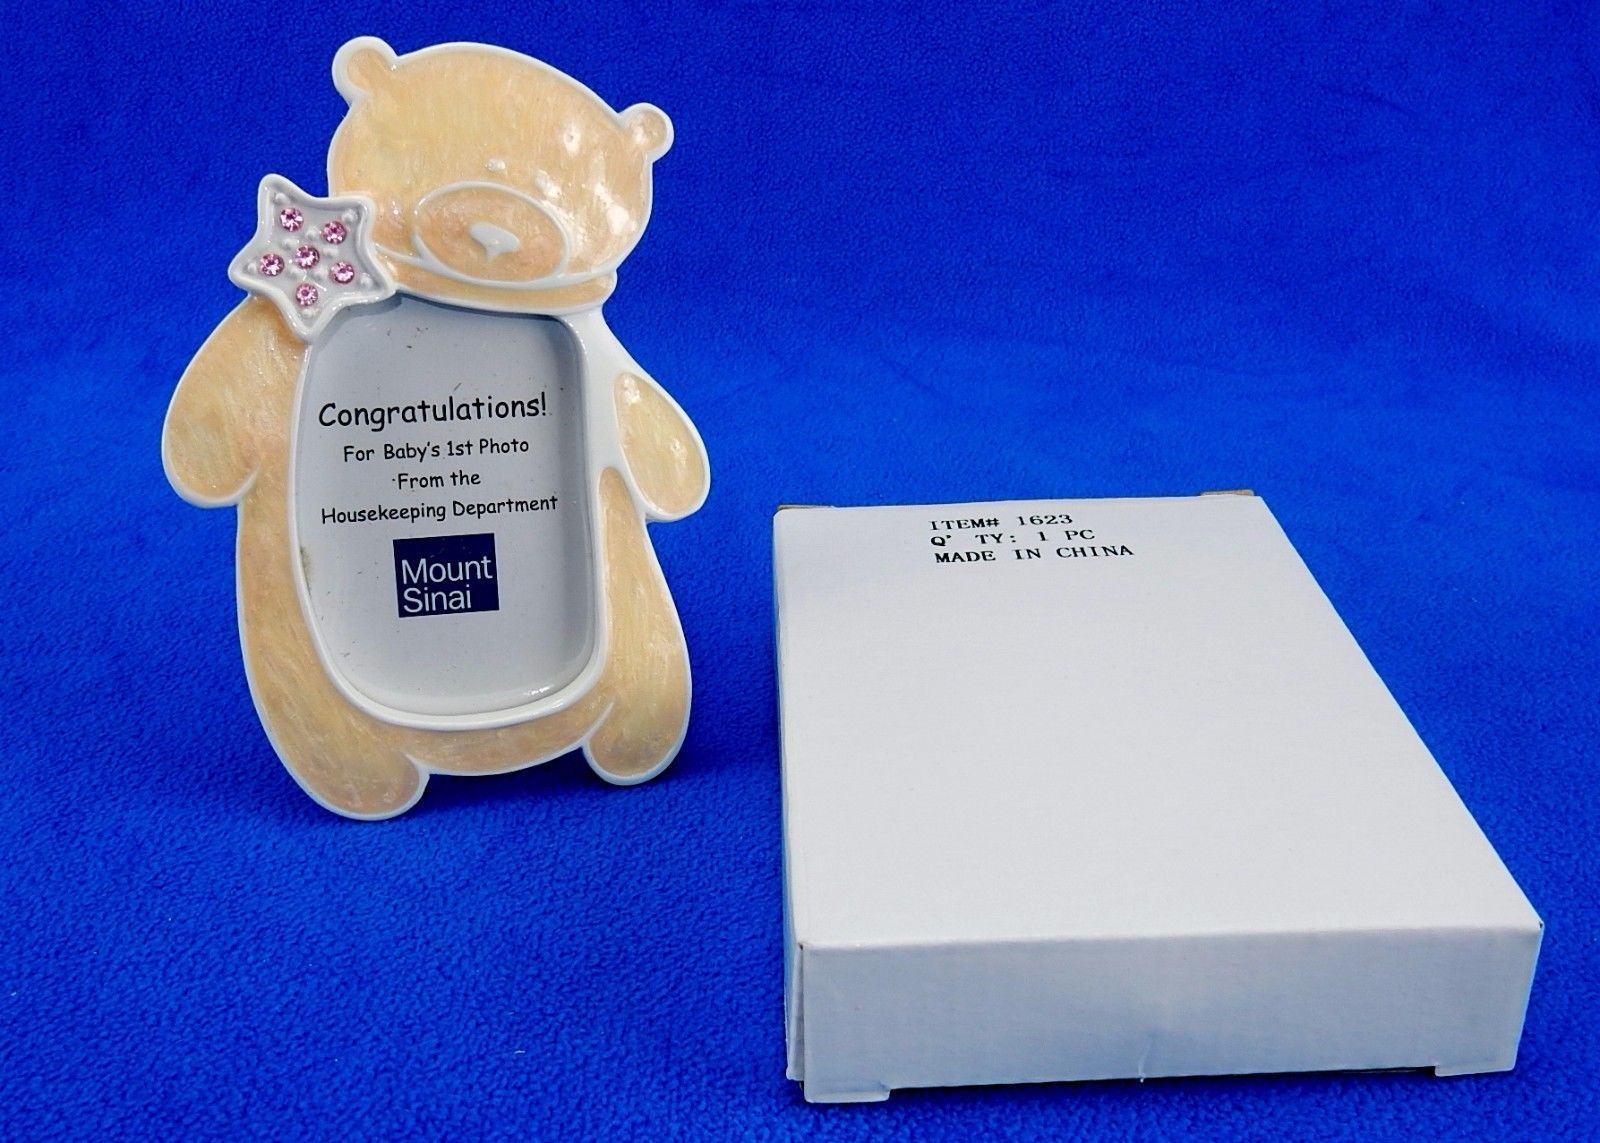 Congratulations!
For Baby's 1st Photo
From the
Housekeeping Department
Mount
Sinai
ITEM# 1623
Q' TY: 1 PC
MADE IN CHINA